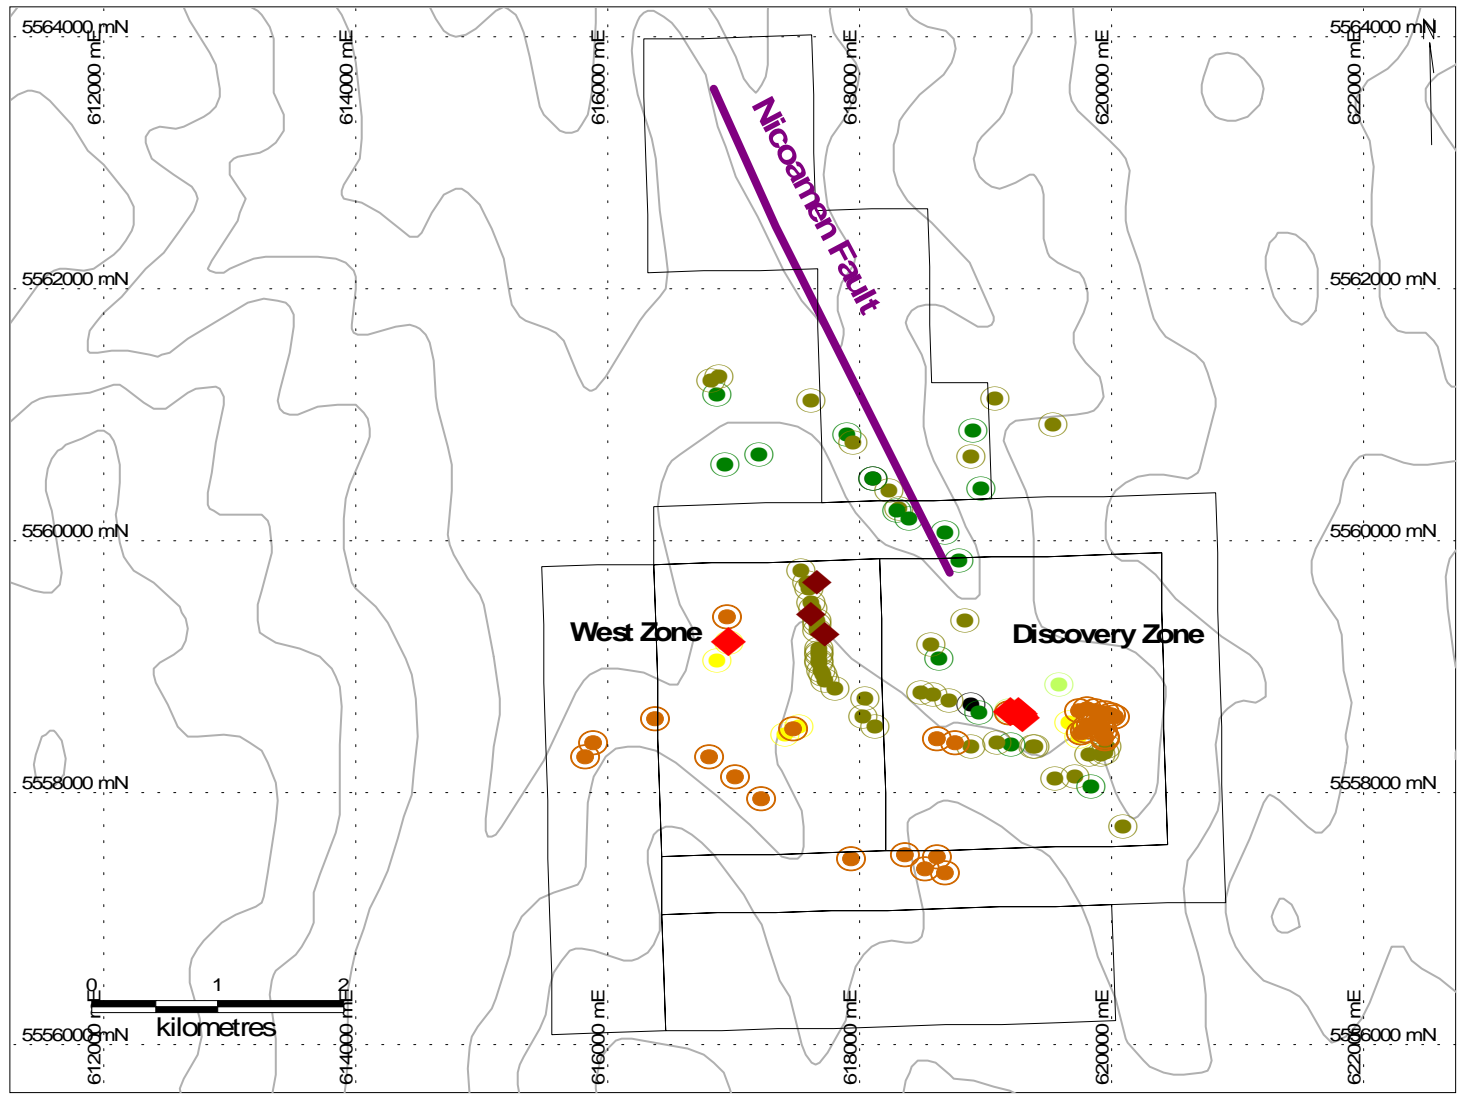 5564000 mN
5564000 mN
N
612000 mE
614000 mE
616000 mE
618000 mE
620000 mE
622000 mE
Nicoamen Fault
5562000 mN
5562000 mN
5560000 mN
5560000 mN
West Zone
Discovery Zone
5558000 mN
5558000 mN
0 1 2
kilometres
5556000 mN
5556000 mN
612000 mE
614000 mE
616000 mE
618000 mE
620000 mE
622000 mE